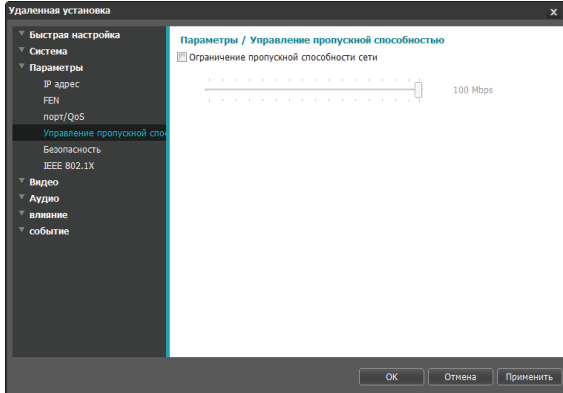 Удаленная установка
x
Быстрая настройка
Система
Параметры
IP адрес
FEN
порт/QoS
Управление пропускной спос
Безопасность
IEEE 802.1X
Видео
Аудио
влияние
событие
Параметры / Управление пропускной способностью
Ограничение пропускной способности сети
100 Mbps
OK Отмена Применить